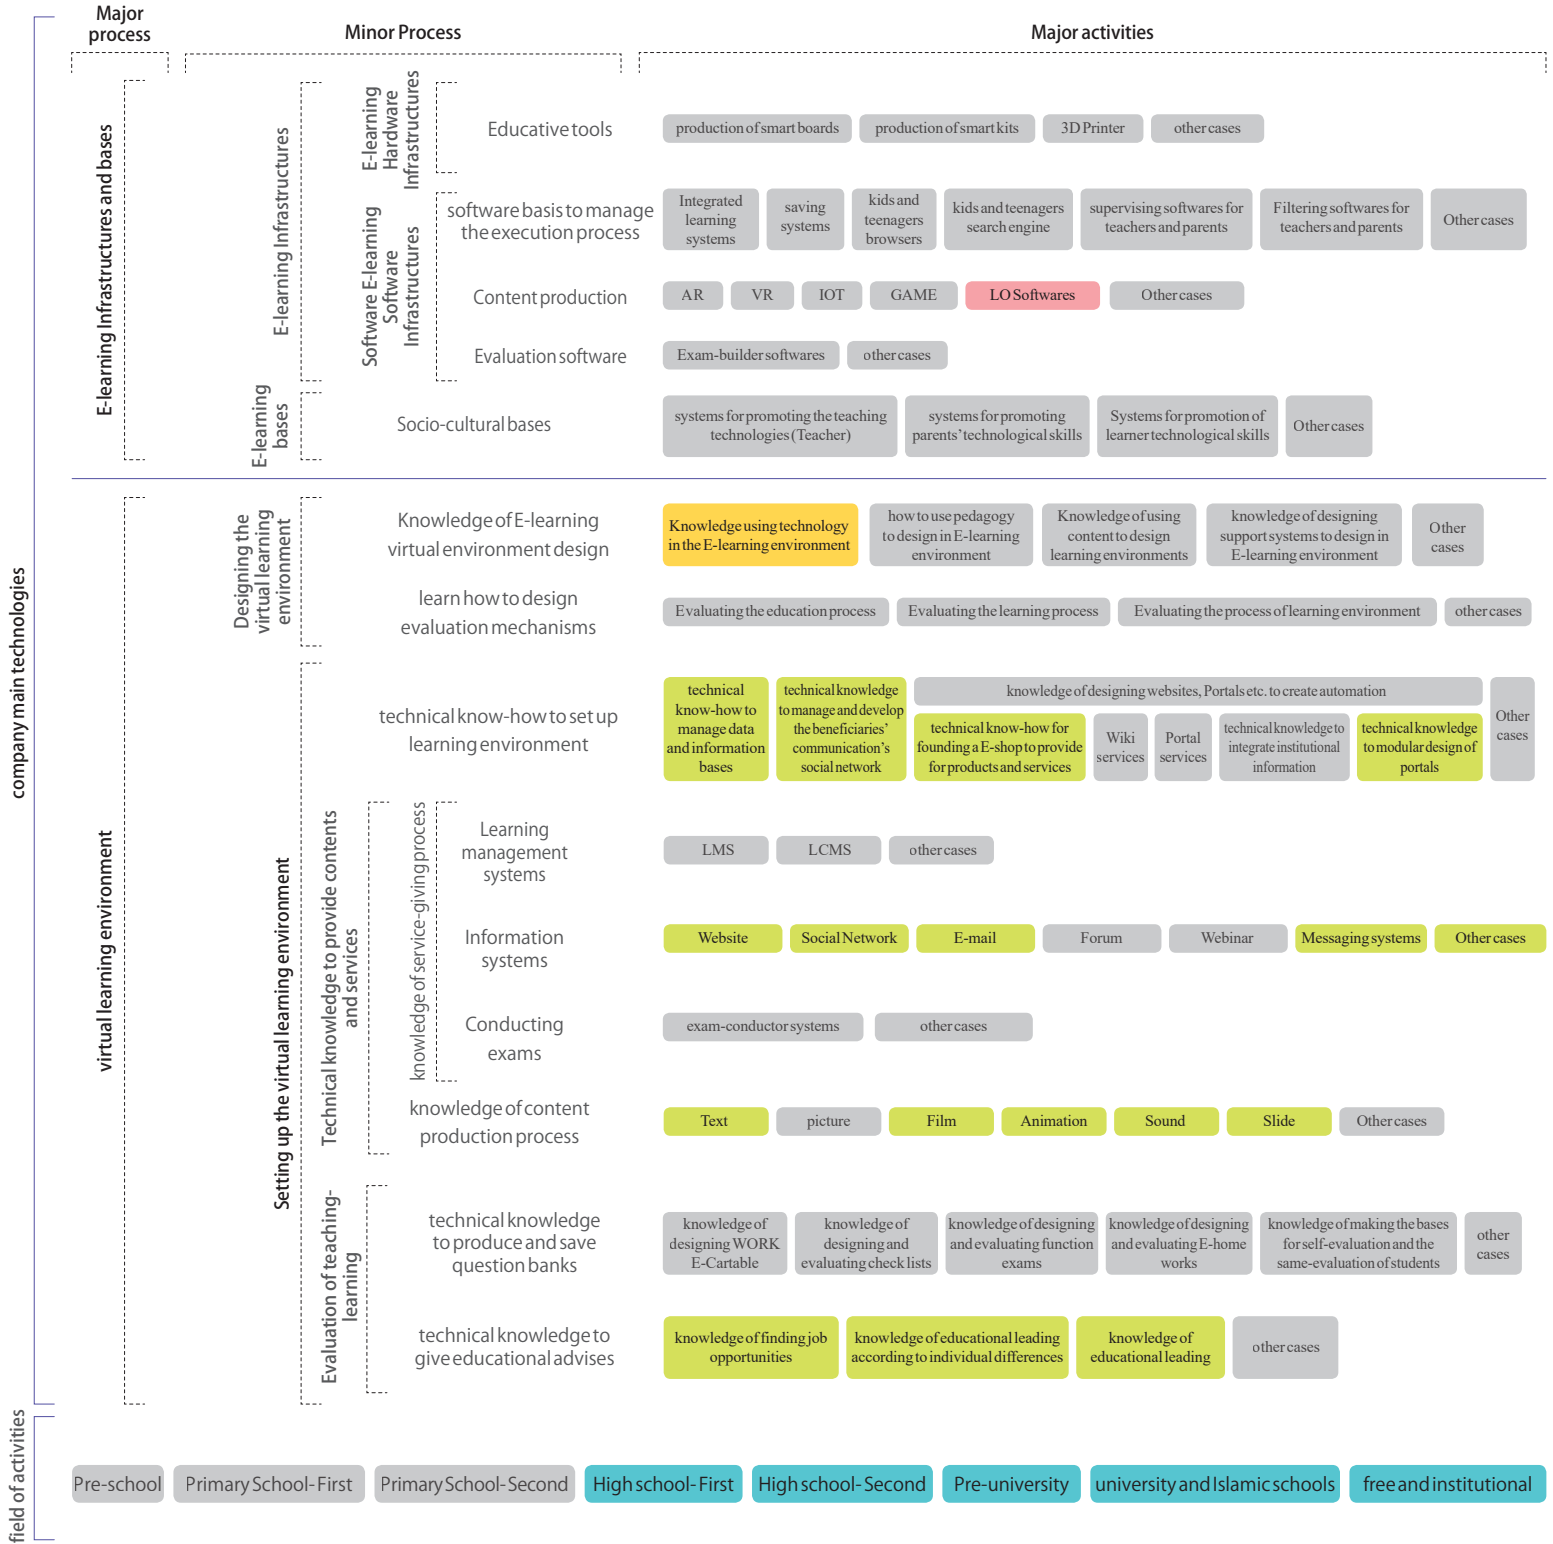 Major
process
Minor Process
Major activities
company main technologies
E-learning Infrastructures and bases
E-learning Infrastructures
E-learning
Hardware
Infrastructures
Educative tools
production of smart boards
production of smart kits
3D Printer
other cases
Software E-learning
Software
Infrastructures
software basis to manage
the execution process
Integrated
learning
systems
saving
systems
kids and
teenagers
browsers
kids and teenagers
search engine
supervising softwares for
teachers and parents
Filtering softwares for
teachers and parents
Other cases
Content production
AR
VR
IOT
GAME
LO Softwares
Other cases
Evaluation software
Exam-builder softwares
other cases
E-learning
bases
Socio-cultural bases
systems for promoting the teaching
technologies (Teacher)
systems for promoting
parents' technological skills
Systems for promotion of
learner technological skills
Other cases
virtual learning environment
Designing the
virtual learning
environment
Knowledge of E-learning
virtual environment design
Knowledge using technology
in the E-learning environment
how to use pedagogy
to design in E-learning
environment
Knowledge of using
content to design
learning environments
knowledge of designing
support systems to design in
E-learning environment
Other
cases
learn how to design
evaluation mechanisms
Evaluating the education process
Evaluating the learning process
Evaluating the process of learning environment
other cases
Setting up the virtual learning environment
technical know-how to set up
learning environment
technical
know-how to
manage data
and information
bases
technical knowledge
to manage and develop
the beneficiaries'
communication's
social network
knowledge of designing websites, Portals etc. to create automation
technical know-how for
founding a E-shop to provide
for products and services
Wiki
services
Portal
services
technical knowledge to
integrate institutional
information
technical knowledge
to modular design of
portals
Other
cases
Technical knowledge to provide contents
and services
knowledge of service-giving process
Learning
management
systems
LMS
LCMS
other cases
Information
systems
Website
Social Network
E-mail
Forum
Webinar
Messaging systems
Other cases
Conducting
exams
exam-conductor systems
other cases
knowledge of content
production process
Text
picture
Film
Animation
Sound
Slide
Other cases
Evaluation of teaching-
learning
technical knowledge
to produce and save
question banks
knowledge of
designing WORK
E-Cartable
knowledge of
designing and
evaluating check lists
knowledge of designing
and evaluating function
exams
knowledge of designing
and evaluating E-home
works
knowledge of making the bases
for self-evaluation and the
same-evaluation of students
other
cases
technical knowledge to
give educational advises
knowledge of finding job
opportunities
knowledge of educational leading
according to individual differences
knowledge of
educational leading
other cases
field of activities
Pre-school
Primary School- First
Primary School- Second
High school- First
High school- Second
Pre-university
university and Islamic schools
free and institutional